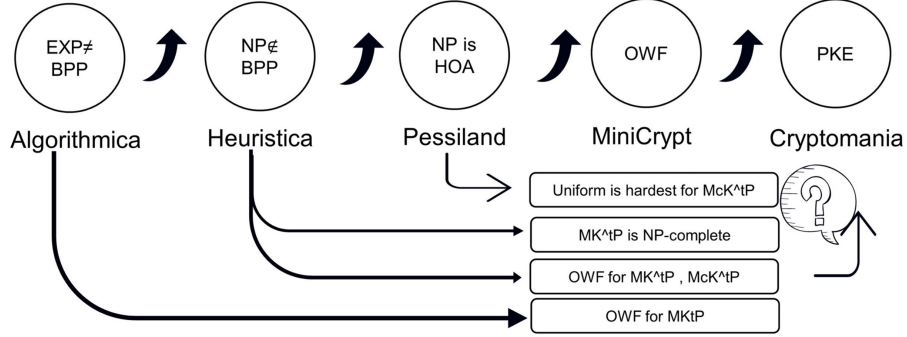 EXP≠
BPP
NP∉
BPP
NP is
HOA
OWF
PKE
Algorithmica
Heuristica
Pessiland
MiniCrypt
Cryptomania
Uniform is hardest for McK^tP
?
MK^tP is NP-complete
OWF for MK^tP , McK^tP
OWF for MKtP